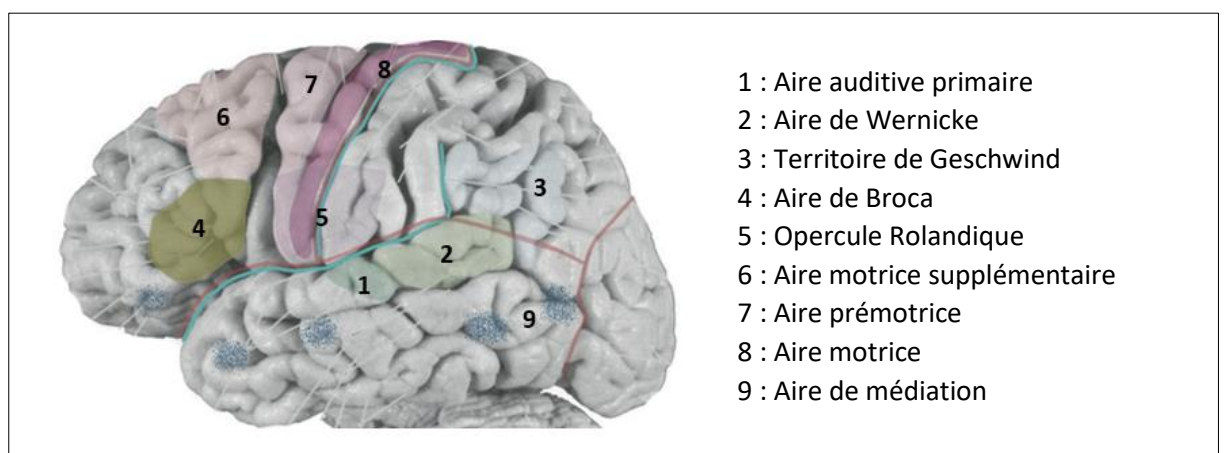 7
8
6
3
5
4
2
1
9
1 : Aire auditive primaire
2 : Aire de Wernicke
3 : Territoire de Geschwind
4 : Aire de Broca
5 : Opercule Rolandique
6 : Aire motrice supplémentaire
7 : Aire prémotrice
8 : Aire motrice
9 : Aire de médiation